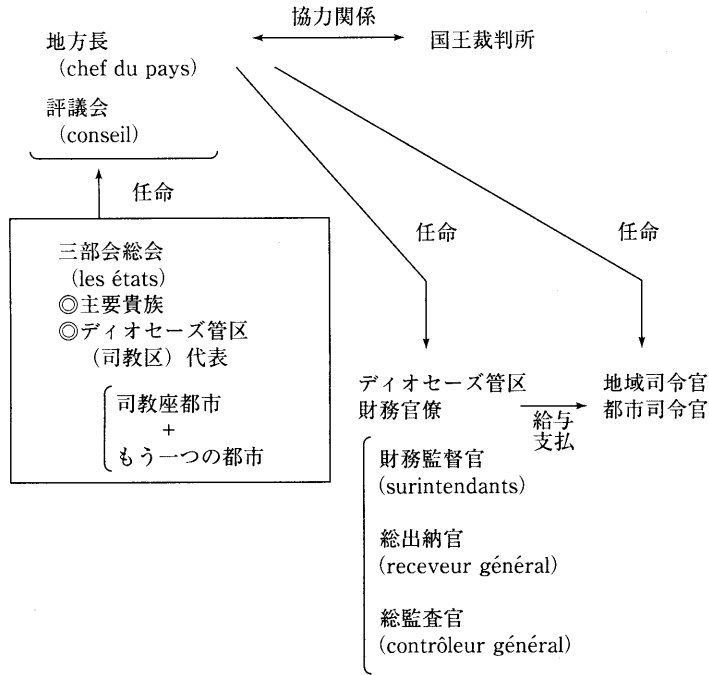 協力関係
地方長
(chef du pays)
国王裁判所
評議会
(conseil)
任命
三部会総会
(les états)
◎主要貴族
◎ディオセーズ管区
(司教区)代表
司教座都市
+
もう一つの都市
任命
任命
ディオセーズ管区
財務官僚
給与
支払
地域司令官
都市司令官
財務監督官
(surintendants)
総出納官
(receveur général)
総監査官
(contrôleur général)